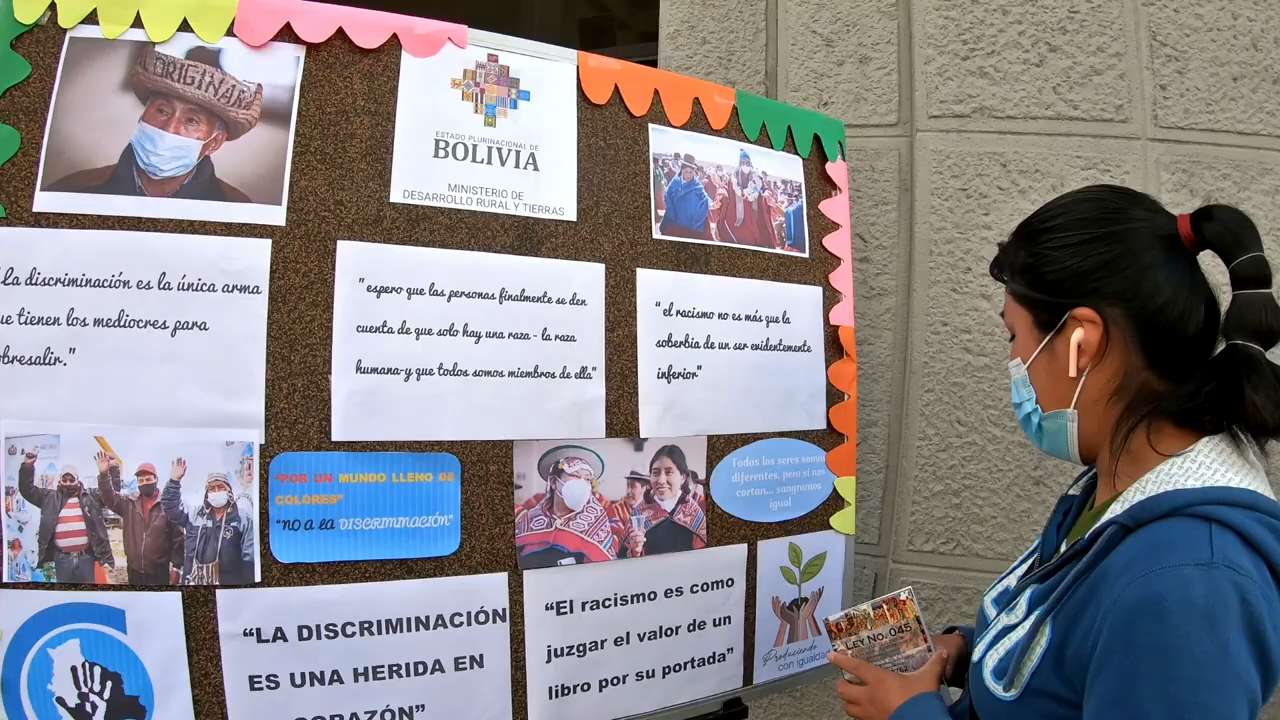 ORIGINAR
ESTADO PLURINACIONAL DE
BOLIVIA
MINISTERIO DE
DESARROLLO RURAL Y TIERRAS
La discriminación es la única arma
ue tienen los mediocres para
obresalir."
"espero que las personas finalmente se den
cuenta de que solo hay una raza - la raza
humana-y que todos somos miembros de ella"
"el racismo no es más que la
soberbia de un ser evidentemente
inferior"
"POR UN MUNDO LLENO DE
COLORES"
"NO A LA DISCRIMINACIÓN"
Todos los seres somos
diferentes, pero si nos
cortan... sangramos
igual
"LA DISCRIMINACIÓN
ES UNA HERIDA EN
CORAZÓN"
"El racismo es como
juzgar el valor de un
libro por su portada"
Produciendo
con igualdad
LEY No. 045